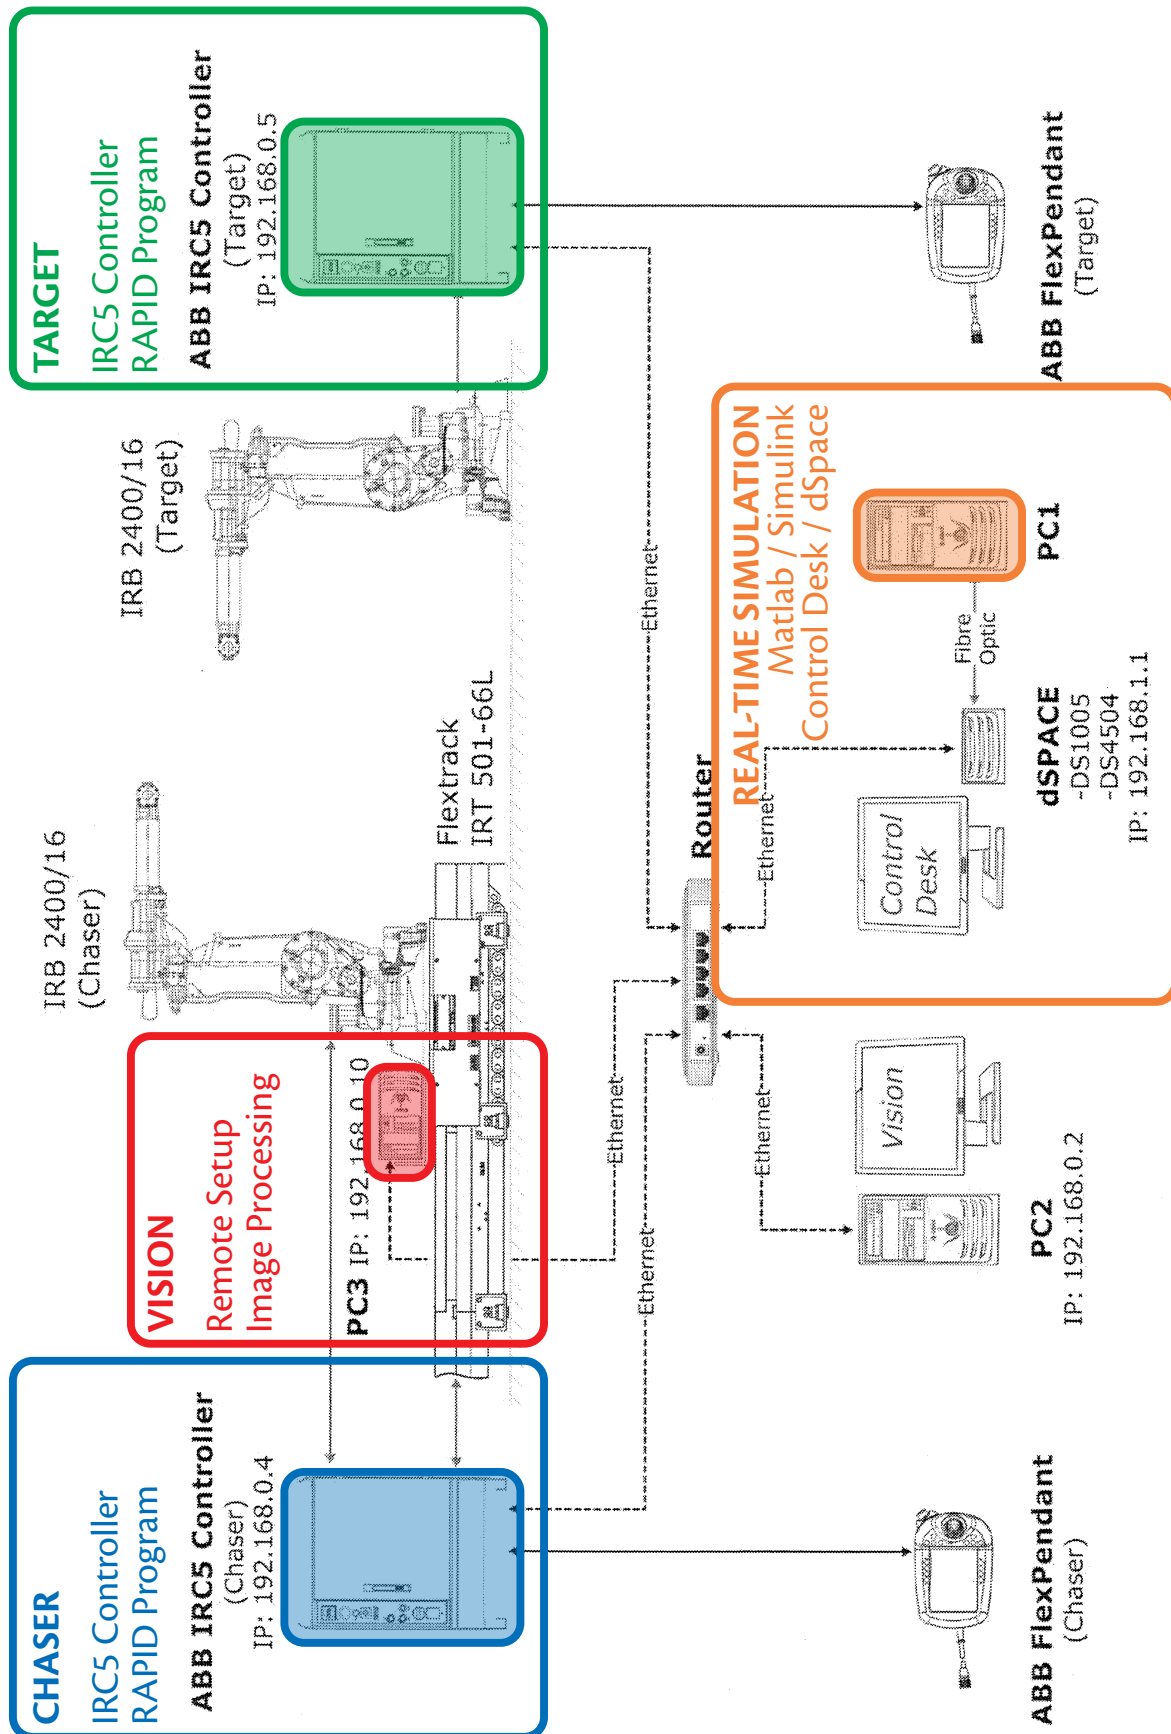 CHASER
IRC5 Controller
RAPID Program
ABB IRC5 Controller
(Chaser)
IP: 192.168.0.4
VISION
Remote Setup
Image Processing
PC3 IP: 192.168.0.10
IRB 2400/16
(Chaser)
Flextrack
IRT 501-66L
IRB 2400/16
(Target)
TARGET
IRC5 Controller
RAPID Program
ABB IRC5 Controller
(Target)
IP: 192.168.0.5
Ethernet
Ethernet
Ethernet
Router
Ethernet
Ethernet
REAL-TIME SIMULATION
Matlab / Simulink
Control Desk / dSpace
ABB FlexPendant
(Chaser)
Vision
PC2
IP: 192.168.0.2
Control
Desk
Fibre
Optic
dSPACE
-DS1005
-DS4504
IP: 192.168.1.1
PC1
ABB FlexPendant
(Target)